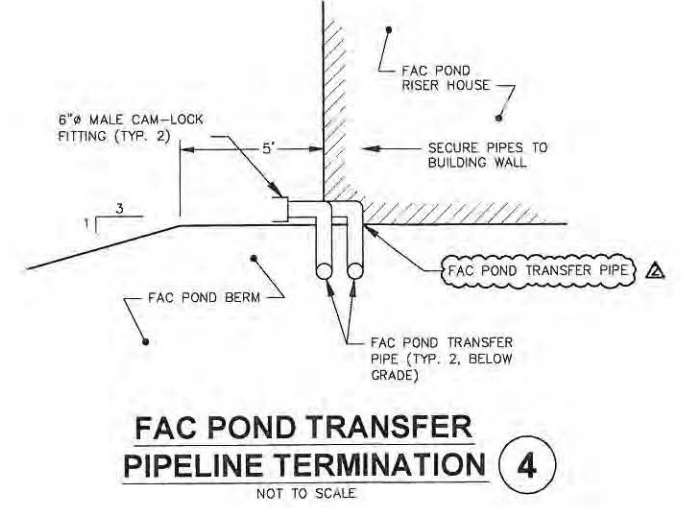 FAC POND
RISER HOUSE
6"ø MALE CAM-LOCK
FITTING (TYP. 2)
5'
SECURE PIPES TO
BUILDING WALL
3
1
FAC POND TRANSFER PIPE
2
FAC POND BERM
FAC POND TRANSFER
PIPE (TYP. 2, BELOW
GRADE)
FAC POND TRANSFER
PIPELINE TERMINATION
4
NOT TO SCALE